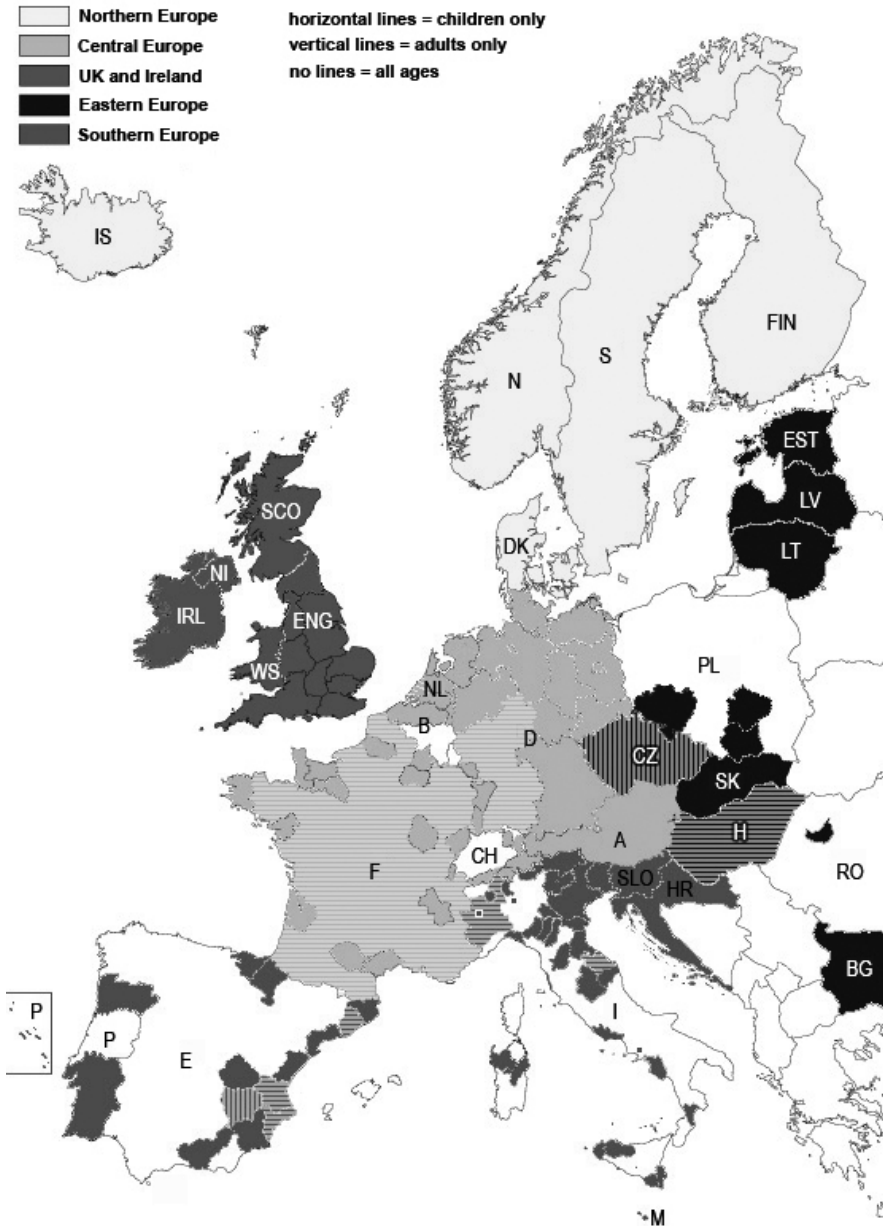 Northern Europe
Central Europe
UK and Ireland
Eastern Europe
Southern Europe
horizontal lines = children only
vertical lines = adults only
no lines = all ages
IS
FIN
S
N
EST
LV
LT
SCO
DK
NI
IRL
ENG
WS
PL
NL
B
D
CZ
SK
H
A
CH
F
SLO
HR
RO
BG
P
P
I
E
M